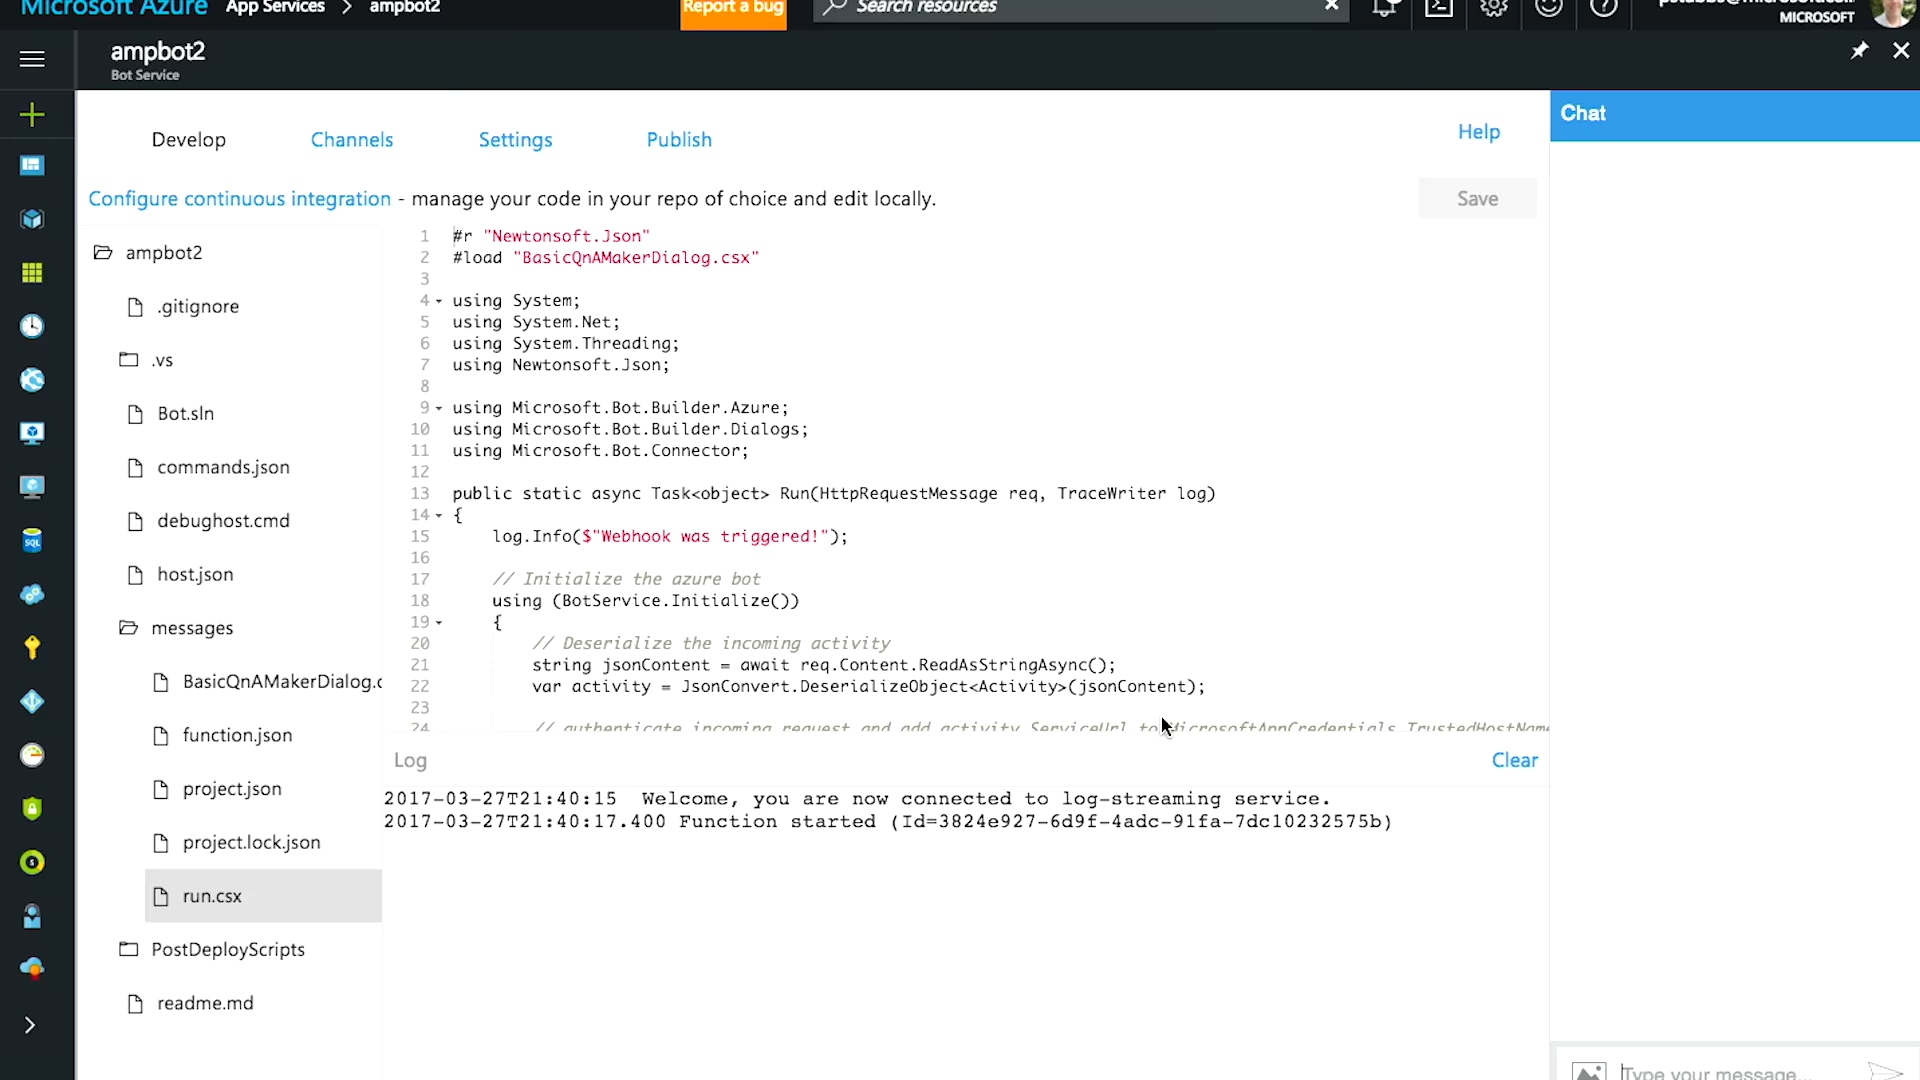 Microsoft Azure App Services > ampbot2
Report a bug
Search resources
MICROSOFT
ampbot2
Bot Service
Develop
Channels
Settings
Publish
Help
Configure continuous integration - manage your code in your repo of choice and edit locally.
Save
ampbot2
.gitignore
.vs
Bot.sln
commands.json
debughost.cmd
host.json
messages
BasicQnAMakerDialog.c
function.json
project.json
project.lock.json
run.csx
PostDeployScripts
readme.md
1 #r "Newtonsoft.Json"
2 #load "BasicQnAMakerDialog.csx"
3
4 using System;
5 using System.Net;
6 using System.Threading;
7 using Newtonsoft.Json;
8
9 using Microsoft.Bot.Builder.Azure;
10 using Microsoft.Bot.Builder.Dialogs;
11 using Microsoft.Bot.Connector;
12
13 public static async Task<object> Run(HttpRequestMessage req, TraceWriter log)
14 {
15 log.Info($"Webhook was triggered!");
16
17 // Initialize the azure bot
18 using (BotService.Initialize())
19 {
20 // Deserialize the incoming activity
21 string jsonContent = await req.Content.ReadAsStringAsync();
22 var activity = JsonConvert.DeserializeObject<Activity>(jsonContent);
23
24 // authenticate incoming request and add activity.ServiceUrl to MicrosoftAppCredentials.TrustedHostName
Log
Clear
2017-03-27T21:40:15 Welcome, you are now connected to log-streaming service.
2017-03-27T21:40:17.400 Function started (Id=3824e927-6d9f-4adc-91fa-7dc10232575b)
Chat
Type your message...